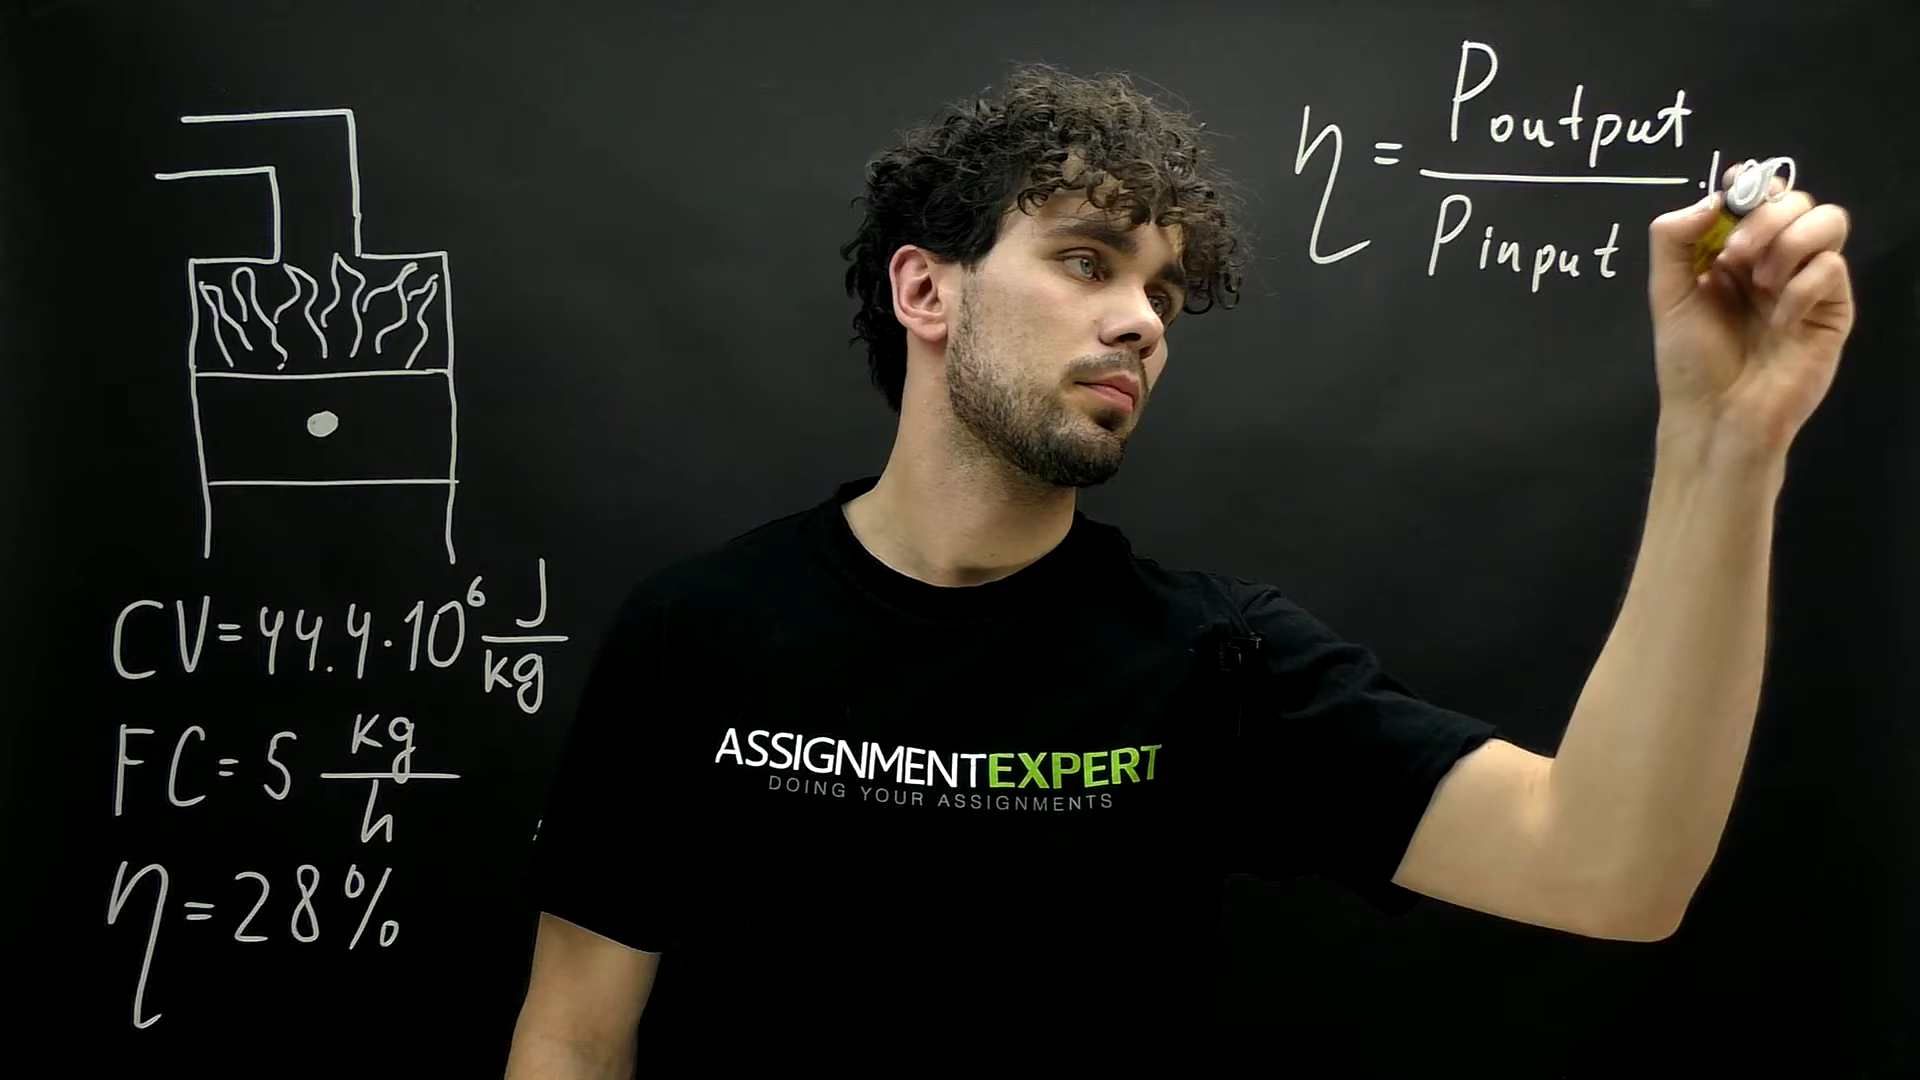 η = Poutput / Pinput · 100
CV = 44.4 · 10⁶ J/kg
FC = 5 kg/h
η = 28%
ASSIGNMENTEXPERT
DOING YOUR ASSIGNMENTS